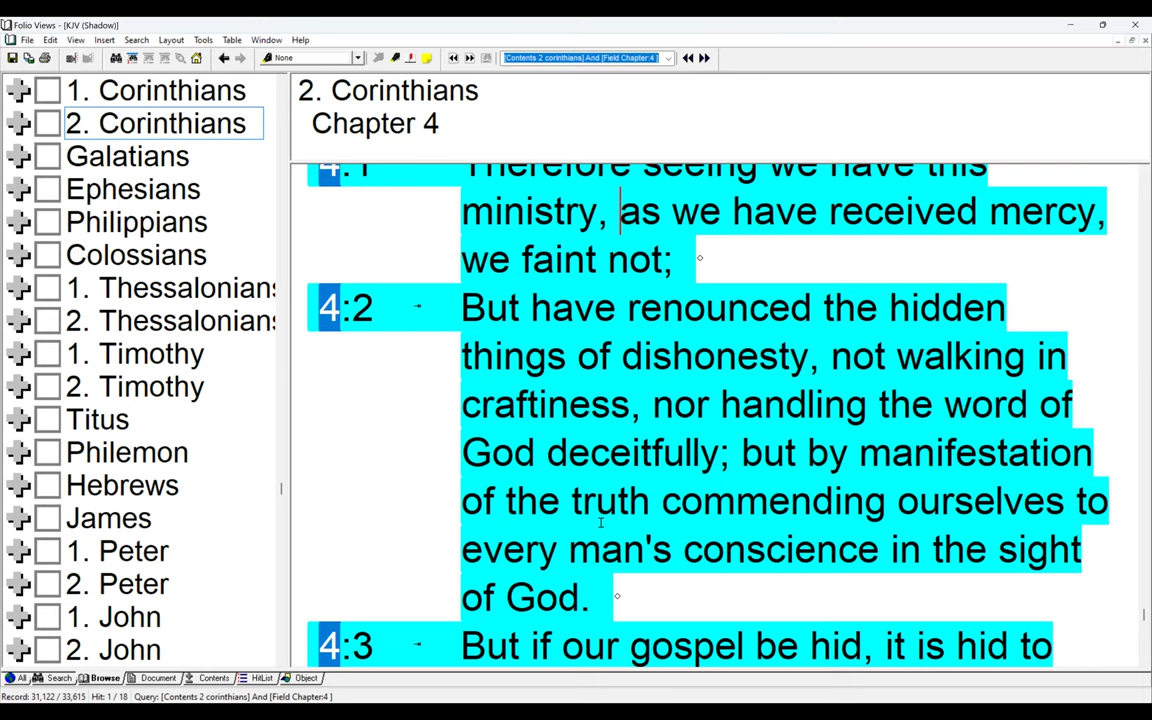 Folio Views - [KJV (Shadow)]
File Edit View Insert Search Layout Tools Table Window Help
None
[Contents 2 corinthians] And [Field Chapter:4 ]
1. Corinthians
2. Corinthians
Galatians
Ephesians
Philippians
Colossians
1. Thessalonians
2. Thessalonians
1. Timothy
2. Timothy
Titus
Philemon
Hebrews
James
1. Peter
2. Peter
1. John
2. John
2. Corinthians
Chapter 4
4:1 Therefore seeing we have this
ministry, as we have received mercy,
we faint not;
4:2 But have renounced the hidden
things of dishonesty, not walking in
craftiness, nor handling the word of
God deceitfully; but by manifestation
of the truth commending ourselves to
every man's conscience in the sight
of God.
4:3 But if our gospel be hid, it is hid to
All Search Browse Document Contents HitList Object
Record: 31,122 / 33,615 Hit: 1 / 18 Query: [Contents 2 corinthians] And [Field Chapter:4 ]